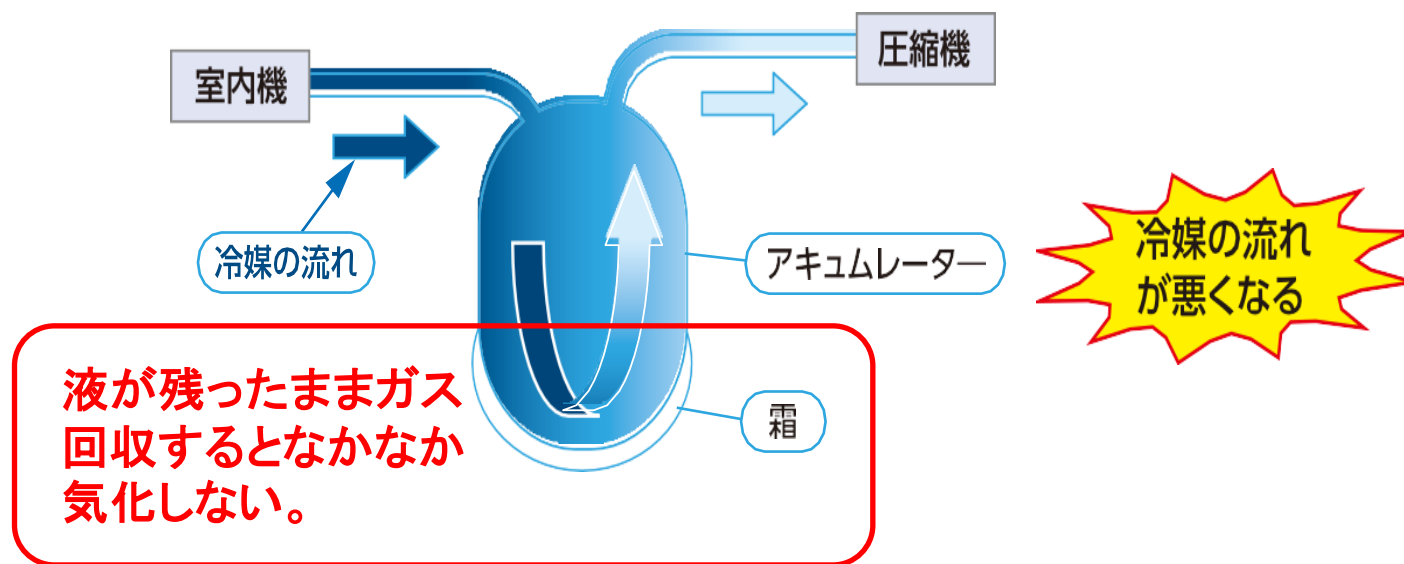 室内機
圧縮機
冷媒の流れ
アキュムレーター
冷媒の流れ
が悪くなる
液が残ったままガス
回収するとなかなか
気化しない。
霜